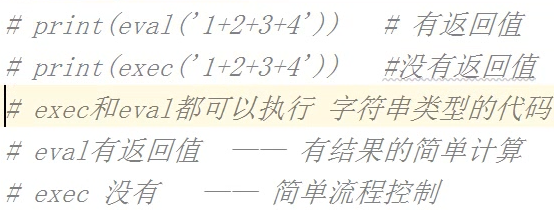 # print(eval('1+2+3+4'))   # 有返回值
# print(exec('1+2+3+4'))   #没有返回值
# exec和eval都可以执行 字符串类型的代码
# eval有返回值  —— 有结果的简单计算
# exec 没有   —— 简单流程控制